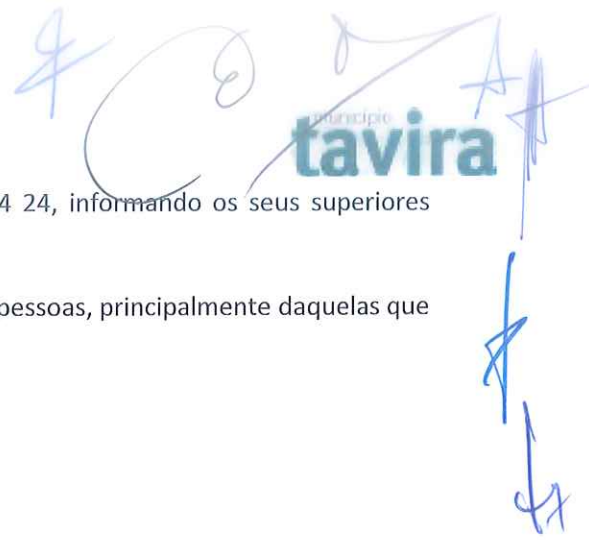 município
tavira
4 24, informando os seus superiores
pessoas, principalmente daquelas que